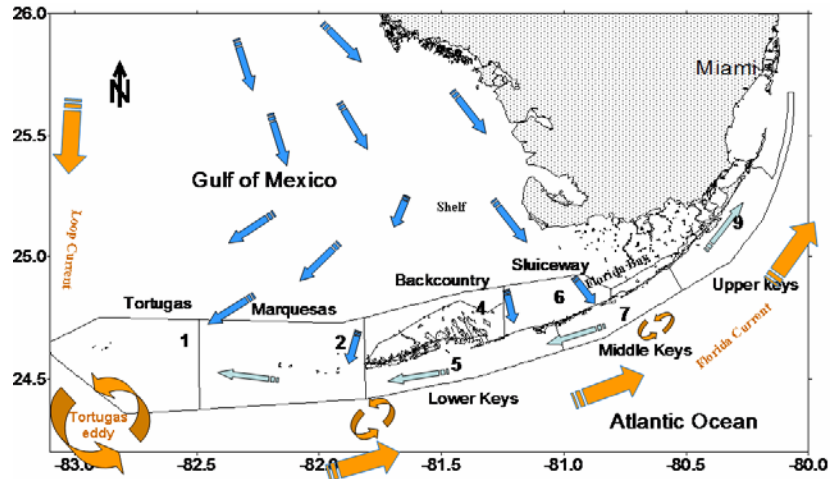 26.0
Miami
N
25.5
Gulf of Mexico
Loop Current
Shelf
9
25.0
Sluiceway
Florida Bay
Backcountry
Upper keys
Tortugas
Marquesas
4
6
7
1
2
Florida Current
Middle Keys
5
24.5
Lower Keys
Tortugas
eddy
Atlantic Ocean
-83.0
-82.5
-82.0
-81.5
-81.0
-80.5
-80.0